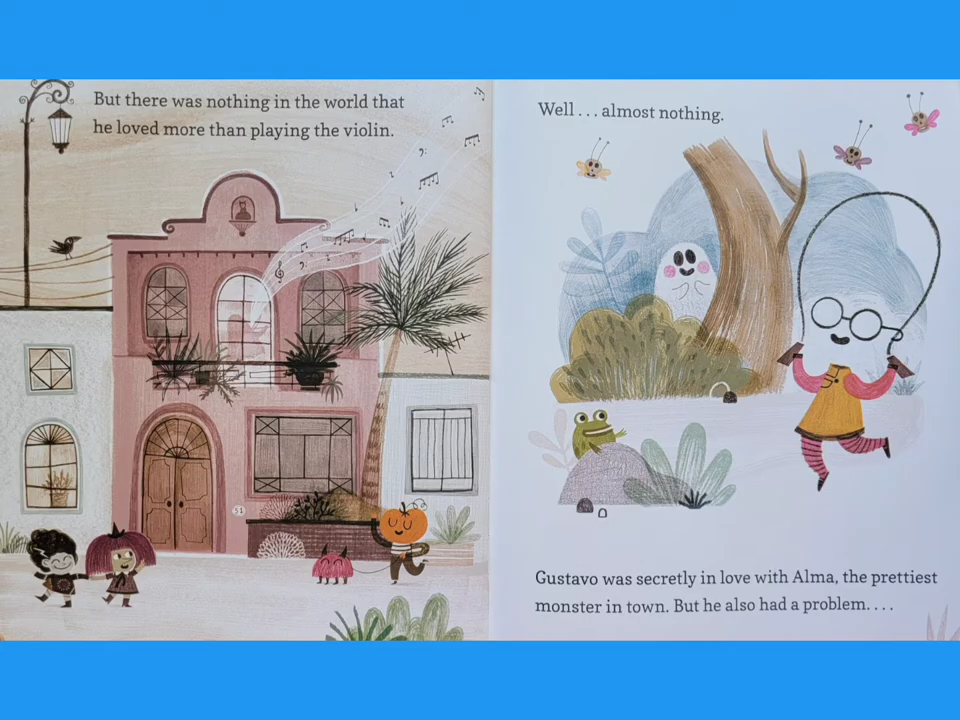 But there was nothing in the world that
he loved more than playing the violin.
51
Well . . . almost nothing.
Gustavo was secretly in love with Alma, the prettiest
monster in town. But he also had a problem. . . .